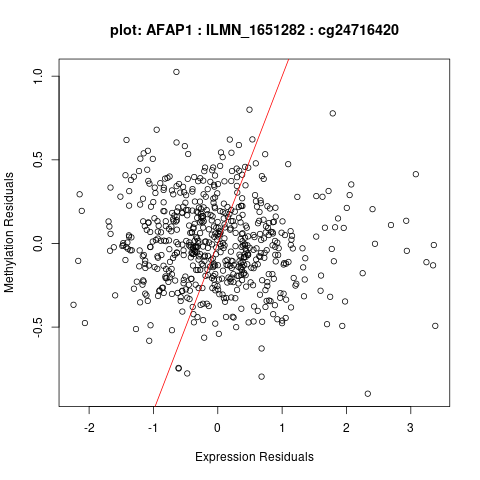 plot: AFAP1 : ILMN_1651282 : cg24716420
Methylation Residuals
1.0
0.5
0.0
-0.5
-2 -1 0 1 2 3
Expression Residuals